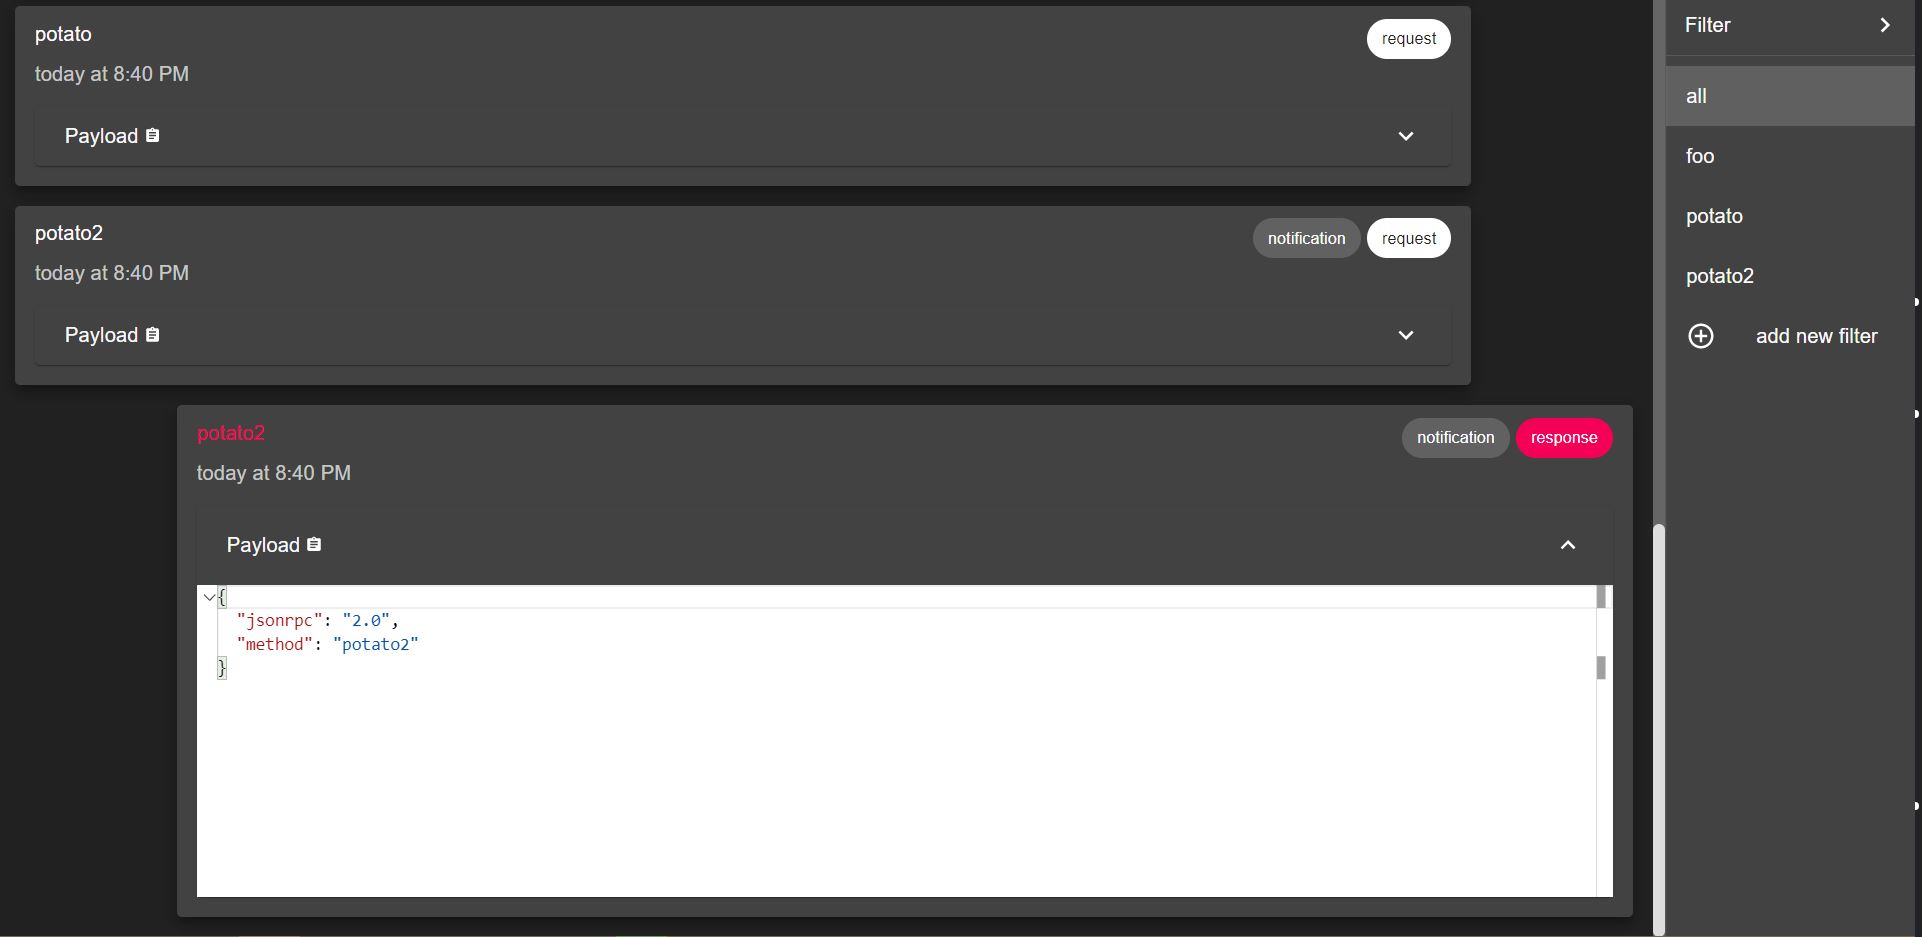 potato
request
today at 8:40 PM
Payload
potato2
notification
request
today at 8:40 PM
Payload
potato2
notification
response
today at 8:40 PM
Payload
{
"jsonrpc": "2.0",
"method": "potato2"
}
Filter
all
foo
potato
potato2
add new filter